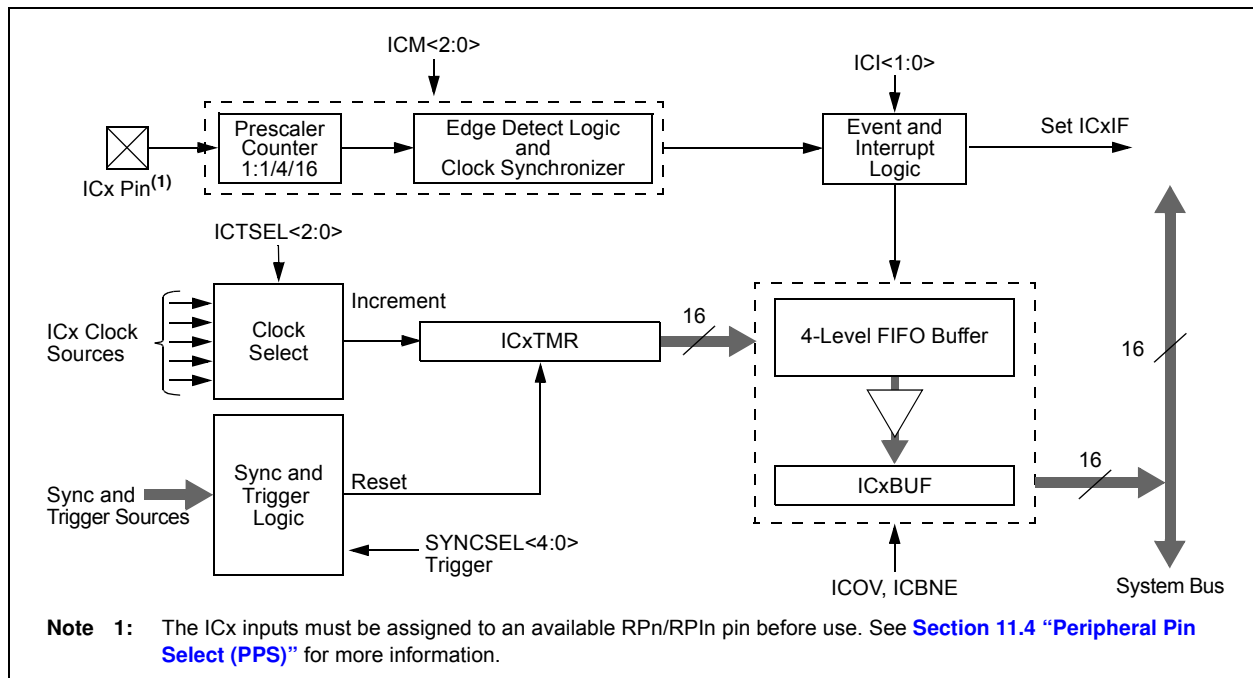 ICM<2:0>
ICI<1:0>
Prescaler
Counter
1:1/4/16
Edge Detect Logic
and
Clock Synchronizer
Event and
Interrupt
Logic
Set ICxIF
ICx Pin(1)
ICTSEL<2:0>
Increment
16
ICx Clock
Sources
Clock
Select
ICxTMR
4-Level FIFO Buffer
16
Sync and
Trigger Sources
Sync and
Trigger
Logic
Reset
16
ICxBUF
SYNCSEL<4:0>
Trigger
ICOV, ICBNE
System Bus
Note 1: The ICx inputs must be assigned to an available RPn/RPIn pin before use. See Section 11.4 “Peripheral Pin
Select (PPS)” for more information.